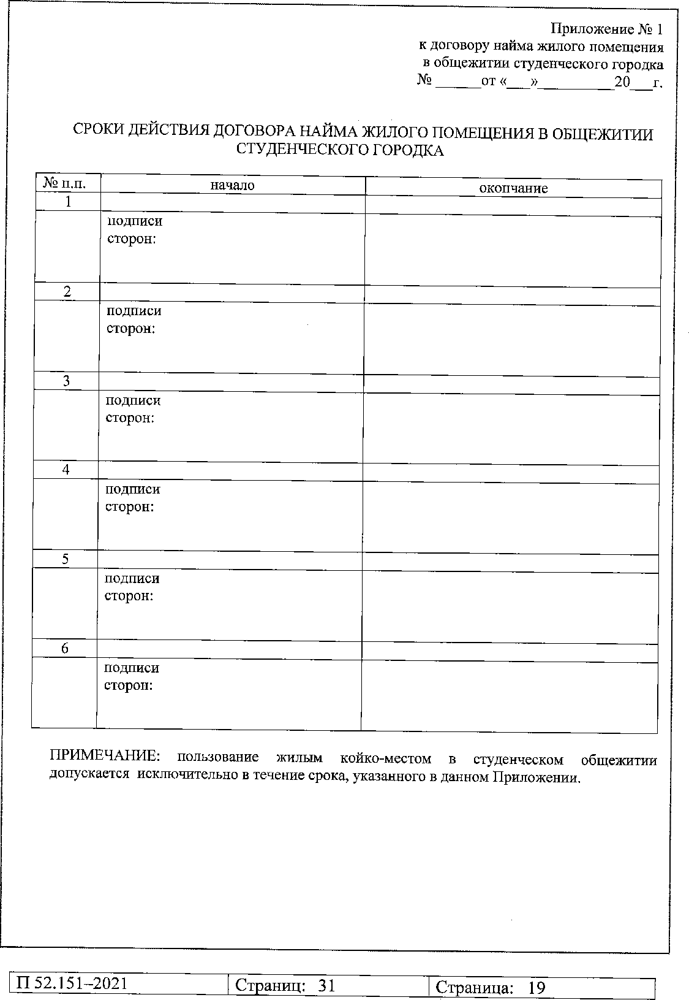 Приложение № 1
к договору найма жилого помещения
в общежитии студенческого городка
№ ______от «___»__________20___г.
СРОКИ ДЕЙСТВИЯ ДОГОВОРА НАЙМА ЖИЛОГО ПОМЕЩЕНИЯ В ОБЩЕЖИТИИ
СТУДЕНЧЕСКОГО ГОРОДКА
№ п.п. начало окончание
1
подписи
сторон:
2
подписи
сторон:
3
подписи
сторон:
4
подписи
сторон:
5
подписи
сторон:
6
подписи
сторон:
ПРИМЕЧАНИЕ: пользование жилым койко-местом в студенческом общежитии
допускается исключительно в течение срока, указанного в данном Приложении.
П 52.151–2021 Страниц: 31 Страница: 19